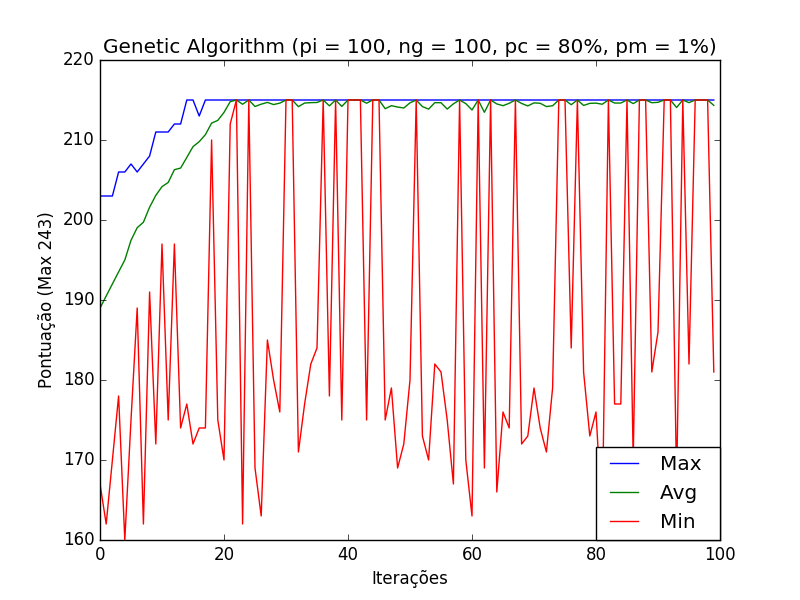 Genetic Algorithm (pi = 100, ng = 100, pc = 80%, pm = 1%)
220
210
200
190
180
170
160
Pontuação (Max 243)
0
20
40
60
80
100
Iterações
Max
Avg
Min